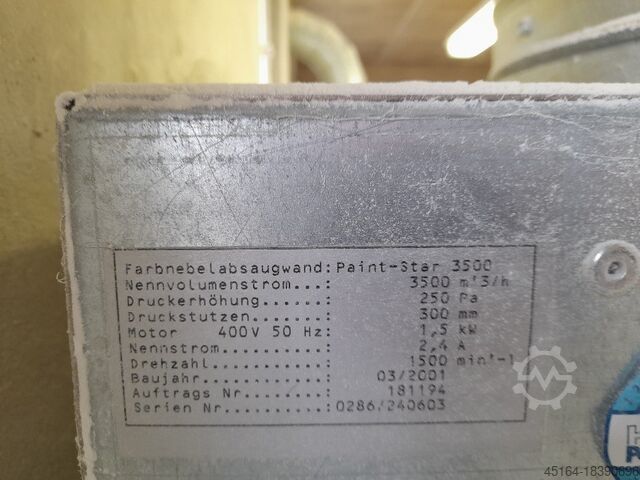 Farbnebelabsaugwand: Paint-Star 3500
Nennvolumenstrom...: 3500 m^3/h
Druckerhöhung......: 250 Pa
Druckstutzen.......: 300 mm
Motor 400V 50 Hz: 1,5 kW
Nennstrom..........: 2,4 A
Drehzahl...........: 1500 min^-1
Baujahr............: 03/2001
Auftrags Nr........: 181194
Serien Nr..........: 0286/240603
45164-18390696